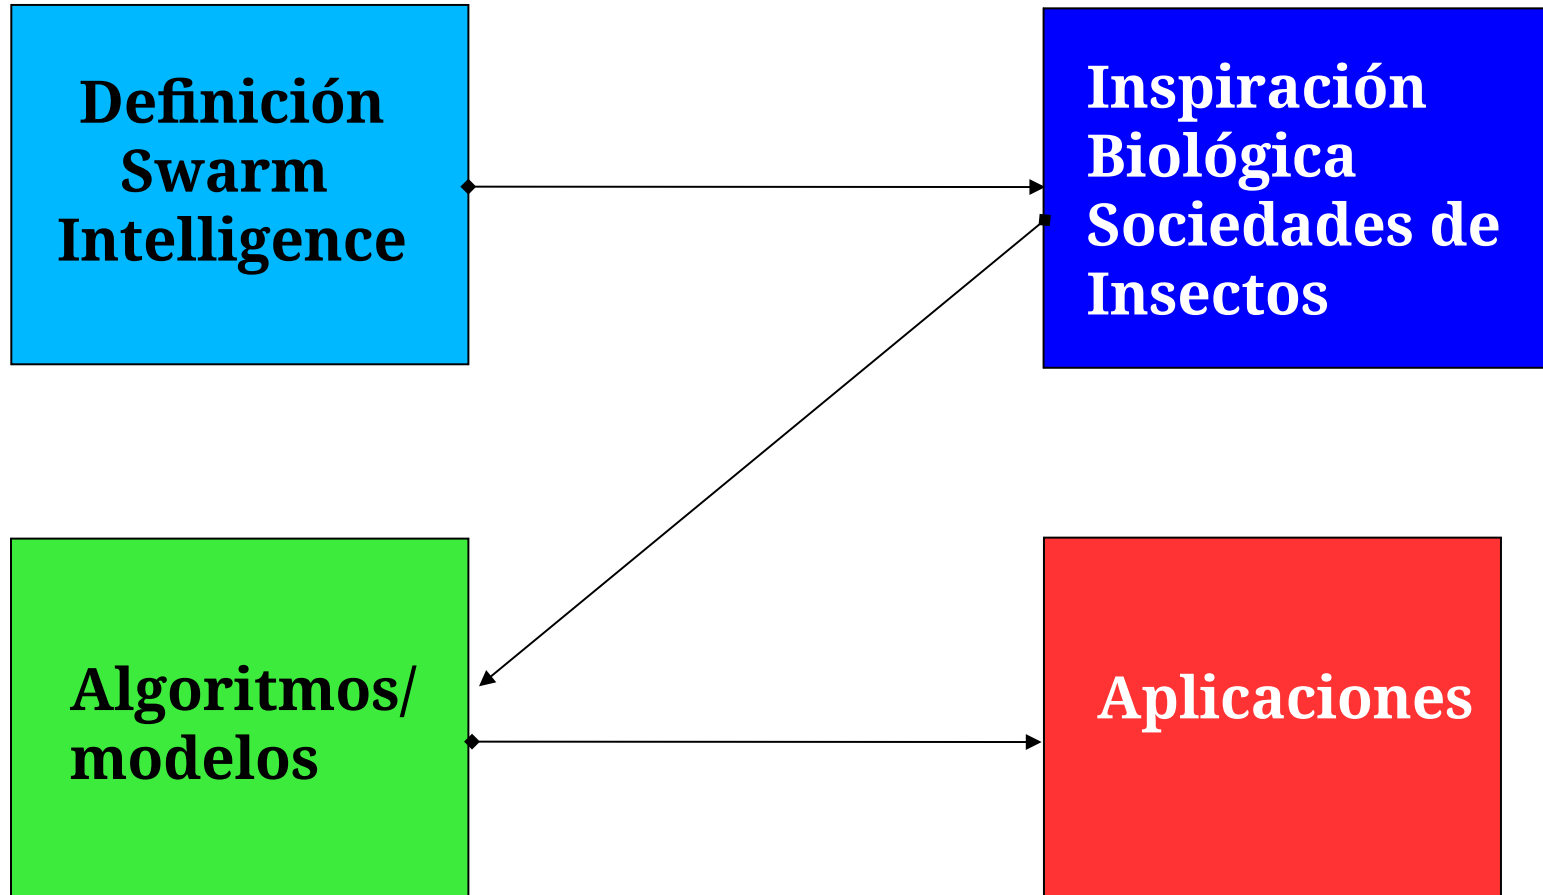 Definición
Swarm
Intelligence
Inspiración
Biológica
Sociedades de
Insectos
Algoritmos/
modelos
Aplicaciones